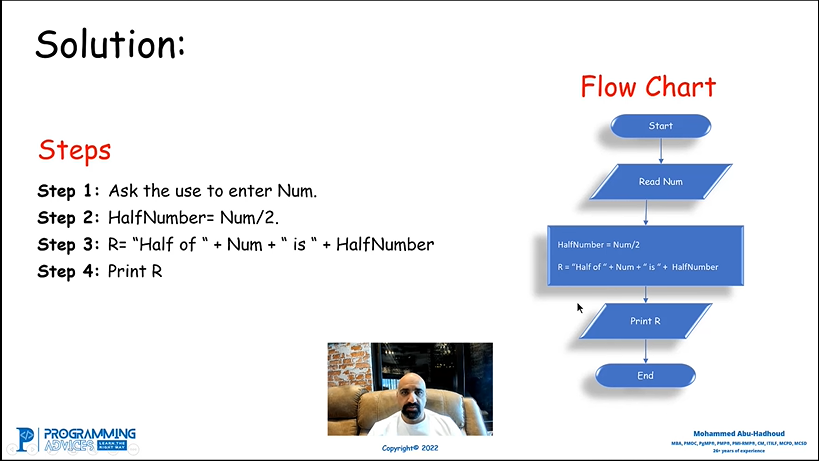 Solution:
Flow Chart
Steps
Step 1: Ask the use to enter Num.
Step 2: HalfNumber= Num/2.
Step 3: R= “Half of “ + Num + “ is “ + HalfNumber
Step 4: Print R
Start
Read Num
HalfNumber = Num/2
R = “Half of “ + Num + “ is “ + HalfNumber
Print R
End
PROGRAMMING
ADVICES LEARN THE RIGHT WAY
Copyright© 2022
Mohammed Abu-Hadhoud
MBA, PMOC, PgMP®, PMP®, PMI-RMP®, CM, ITILF, MCPD, MCSD
26+ years of experience